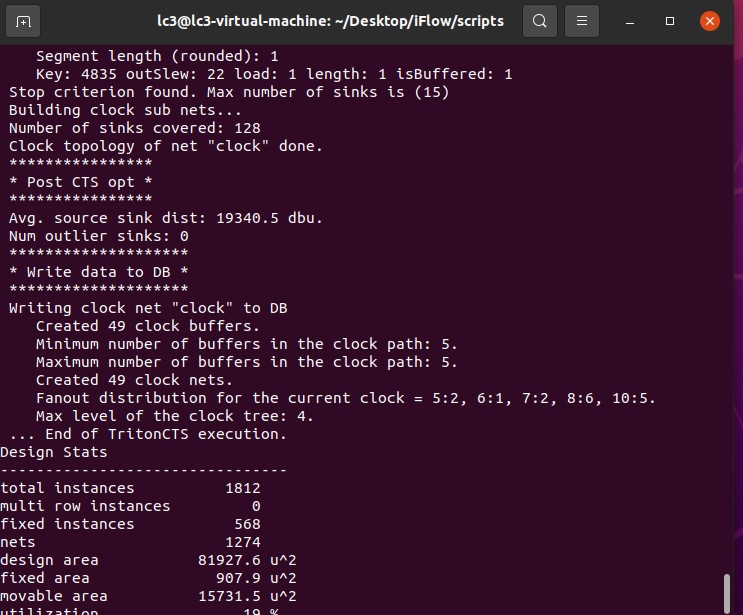 lc3@lc3-virtual-machine: ~/Desktop/iFlow/scripts
Segment length (rounded): 1
Key: 4835 outSlew: 22 load: 1 length: 1 isBuffered: 1
Stop criterion found. Max number of sinks is (15)
Building clock sub nets...
Number of sinks covered: 128
Clock topology of net "clock" done.
****************
* Post CTS opt *
****************
Avg. source sink dist: 19340.5 dbu.
Num outlier sinks: 0
********************
* Write data to DB *
********************
Writing clock net "clock" to DB
Created 49 clock buffers.
Minimum number of buffers in the clock path: 5.
Maximum number of buffers in the clock path: 5.
Created 49 clock nets.
Fanout distribution for the current clock = 5:2, 6:1, 7:2, 8:6, 10:5.
Max level of the clock tree: 4.
... End of TritonCTS execution.
Design Stats
--------------------------------
total instances 1812
multi row instances 0
fixed instances 568
nets 1274
design area 81927.6 u^2
fixed area 907.9 u^2
movable area 15731.5 u^2
utilization 19 %